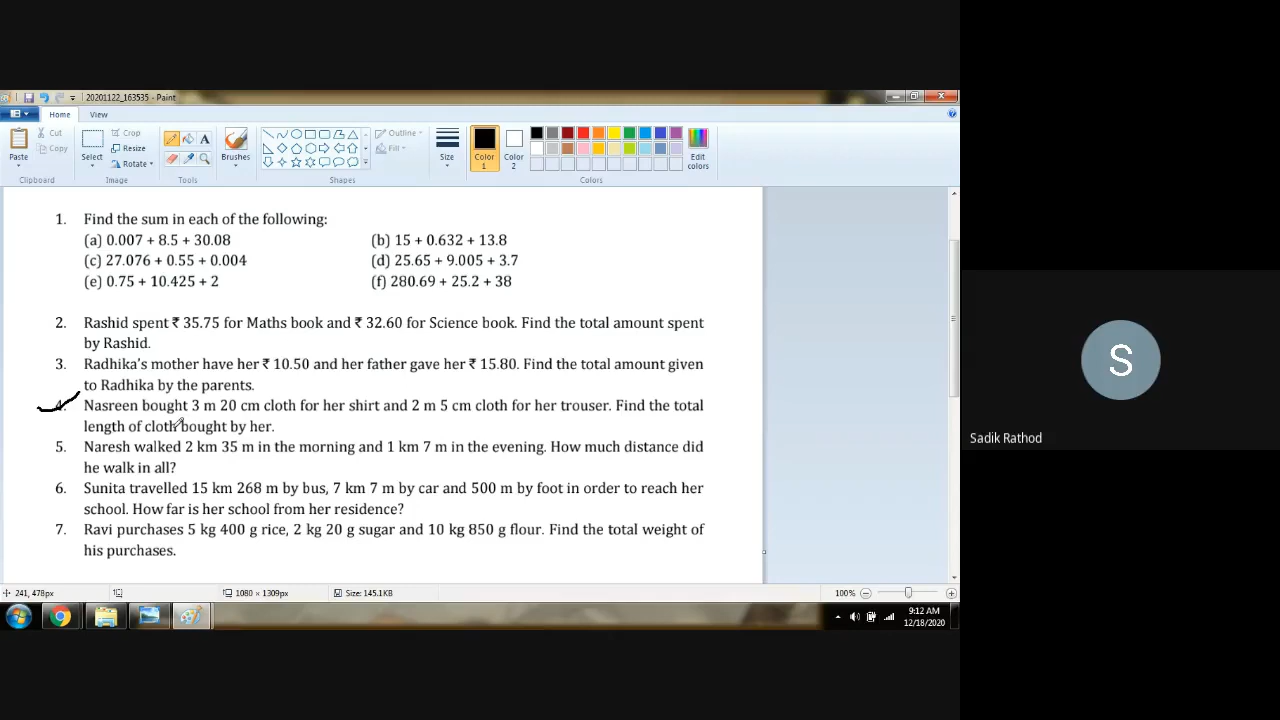 20201122_163535 - Paint
Home View
Paste Cut Copy Select Crop Resize Rotate A Brushes Outline Fill Size Color 1 Color 2 Edit colors
Clipboard Image Tools Shapes Colors
1. Find the sum in each of the following:
(a) 0.007 + 8.5 + 30.08 (b) 15 + 0.632 + 13.8
(c) 27.076 + 0.55 + 0.004 (d) 25.65 + 9.005 + 3.7
(e) 0.75 + 10.425 + 2 (f) 280.69 + 25.2 + 38
2. Rashid spent ₹ 35.75 for Maths book and ₹ 32.60 for Science book. Find the total amount spent
by Rashid.
3. Radhika's mother have her ₹ 10.50 and her father gave her ₹ 15.80. Find the total amount given
to Radhika by the parents.
4. Nasreen bought 3 m 20 cm cloth for her shirt and 2 m 5 cm cloth for her trouser. Find the total
length of cloth bought by her.
5. Naresh walked 2 km 35 m in the morning and 1 km 7 m in the evening. How much distance did
he walk in all?
6. Sunita travelled 15 km 268 m by bus, 7 km 7 m by car and 500 m by foot in order to reach her
school. How far is her school from her residence?
7. Ravi purchases 5 kg 400 g rice, 2 kg 20 g sugar and 10 kg 850 g flour. Find the total weight of
his purchases.
241, 478px 1080 × 1309px Size: 145.1KB 100%
9:12 AM
12/18/2020
S
Sadik Rathod